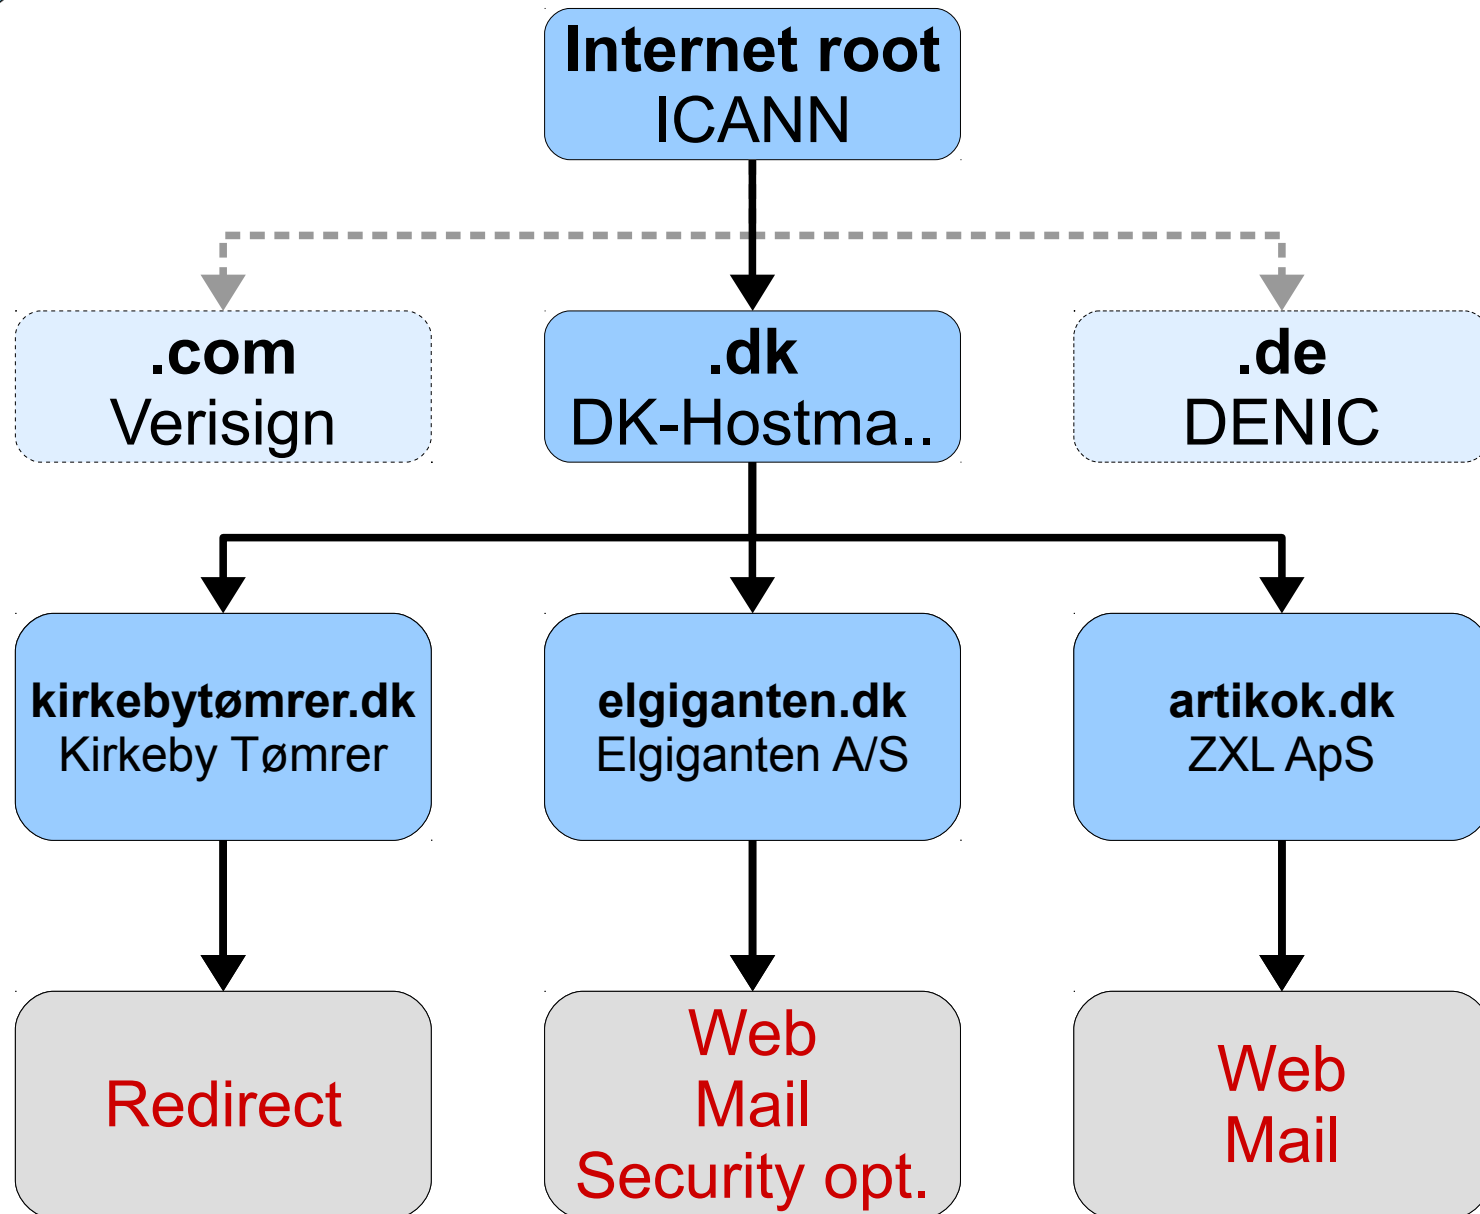 Internet root
ICANN
.com
Verisign
.dk
DK-Hostma..
.de
DENIC
kirkebytømrer.dk
Kirkeby Tømrer
elgiganten.dk
Elgiganten A/S
artikok.dk
ZXL ApS
Redirect
Web
Mail
Security opt.
Web
Mail